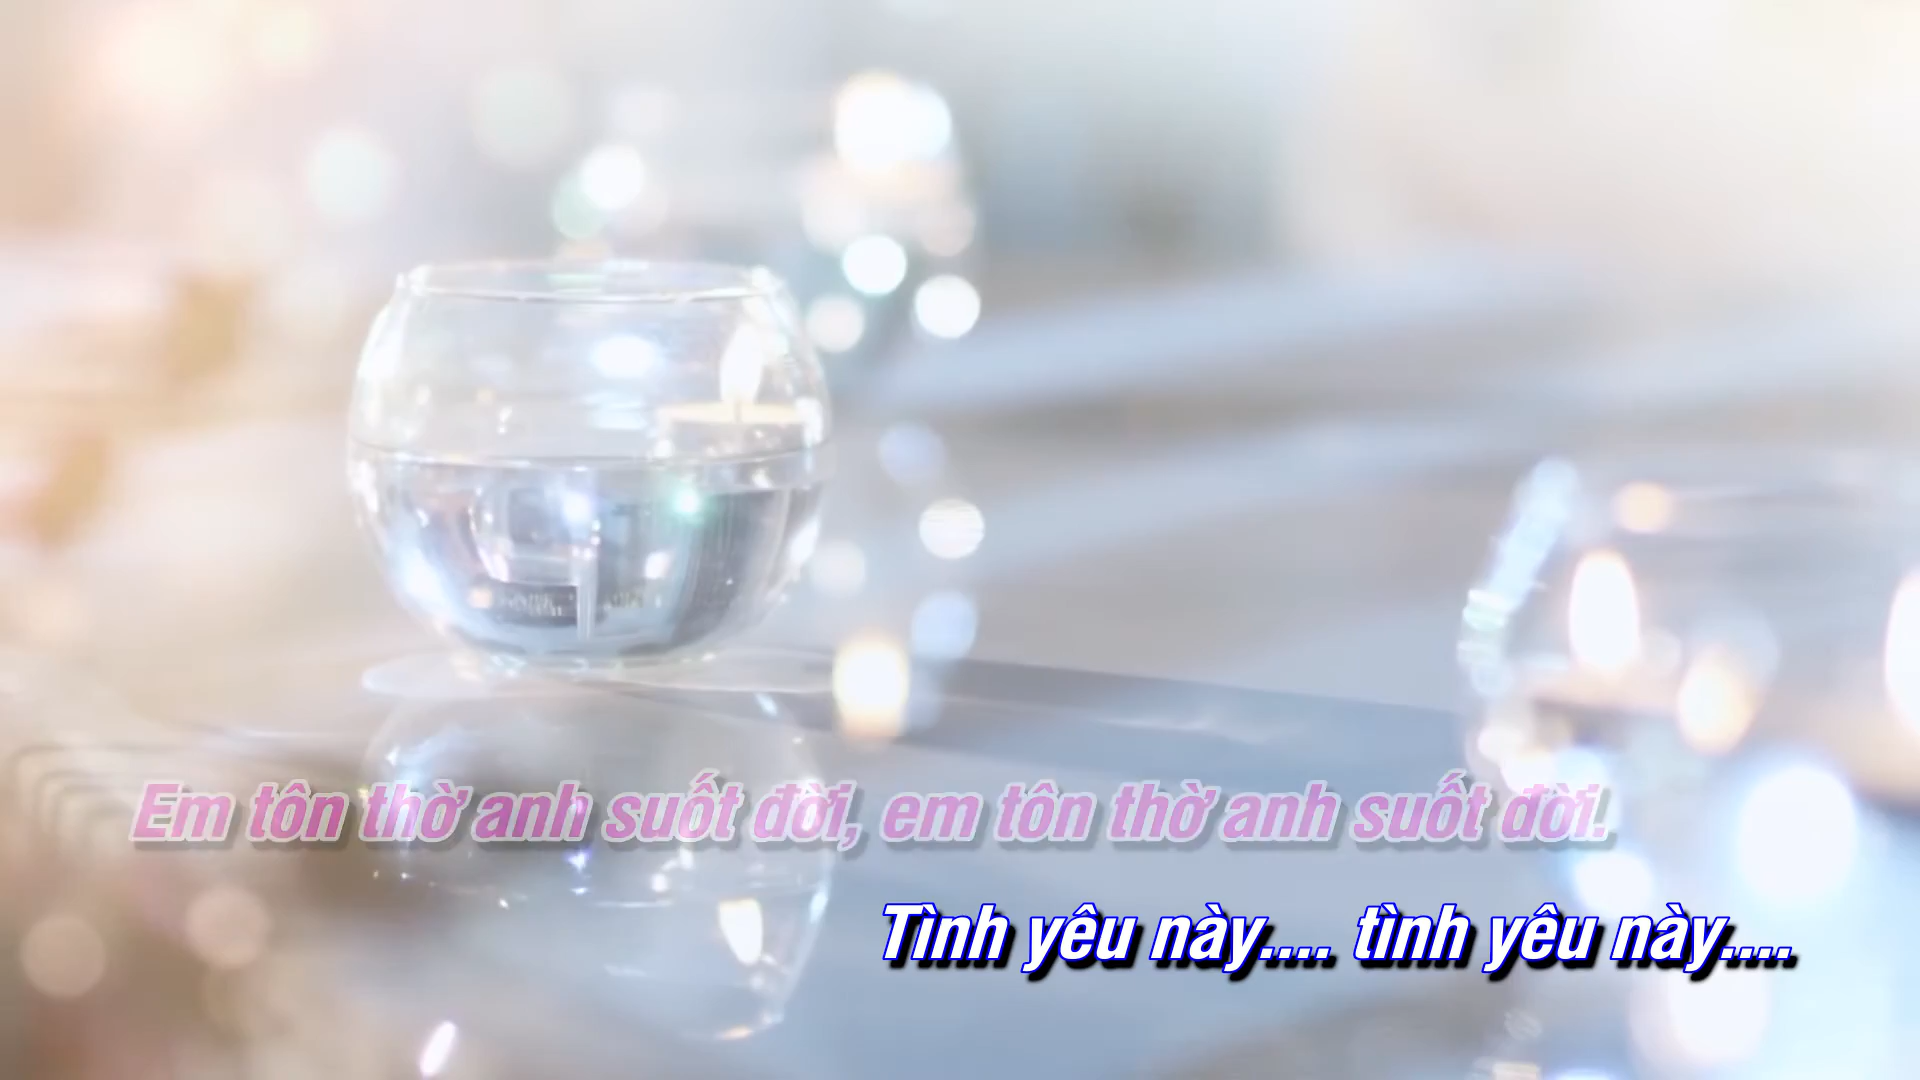 Em tôn thờ anh suốt đời, em tôn thờ anh suốt đời.
Tình yêu này.... tình yêu này....